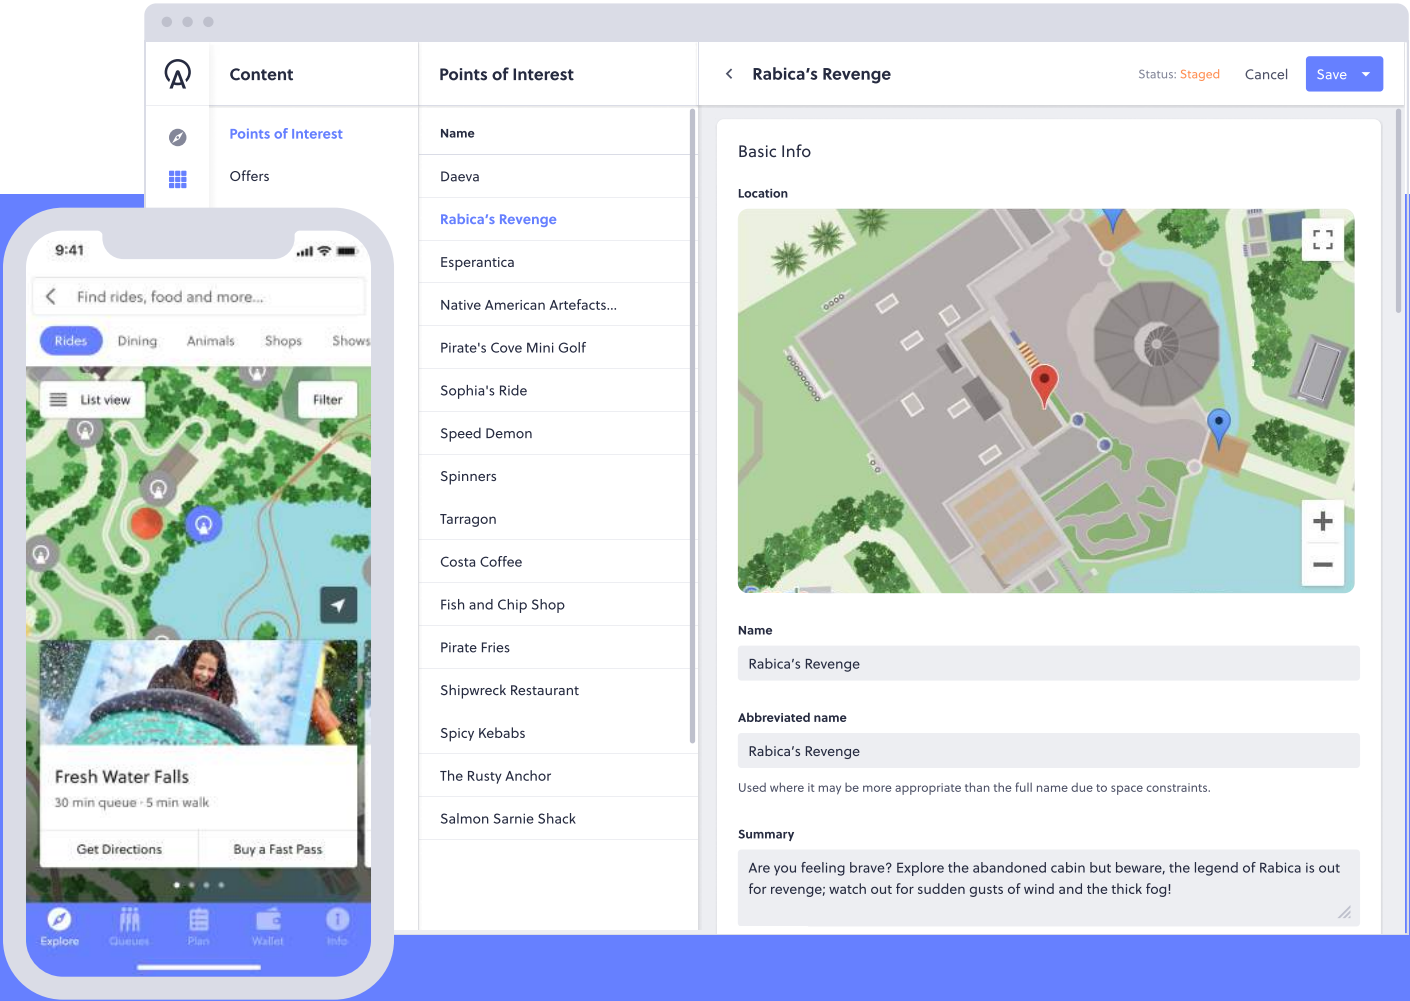 Content
Points of Interest
Offers
Points of Interest
Name
Daeva
Rabica’s Revenge
Esperantica
Native American Artefacts...
Pirate's Cove Mini Golf
Sophia's Ride
Speed Demon
Spinners
Tarragon
Costa Coffee
Fish and Chip Shop
Pirate Fries
Shipwreck Restaurant
Spicy Kebabs
The Rusty Anchor
Salmon Sarnie Shack
Rabica’s Revenge
Status: Staged
Cancel
Save
Basic Info
Location
Name
Rabica’s Revenge
Abbreviated name
Rabica’s Revenge
Used where it may be more appropriate than the full name due to space constraints.
Summary
Are you feeling brave? Explore the abandoned cabin but beware, the legend of Rabica is out
for revenge; watch out for sudden gusts of wind and the thick fog!
9:41
Find rides, food and more...
Rides Dining Animals Shops Shows
List view
Filter
Fresh Water Falls
30 min queue · 5 min walk
Get Directions
Buy a Fast Pass
Explore Queues Plan Wallet Info